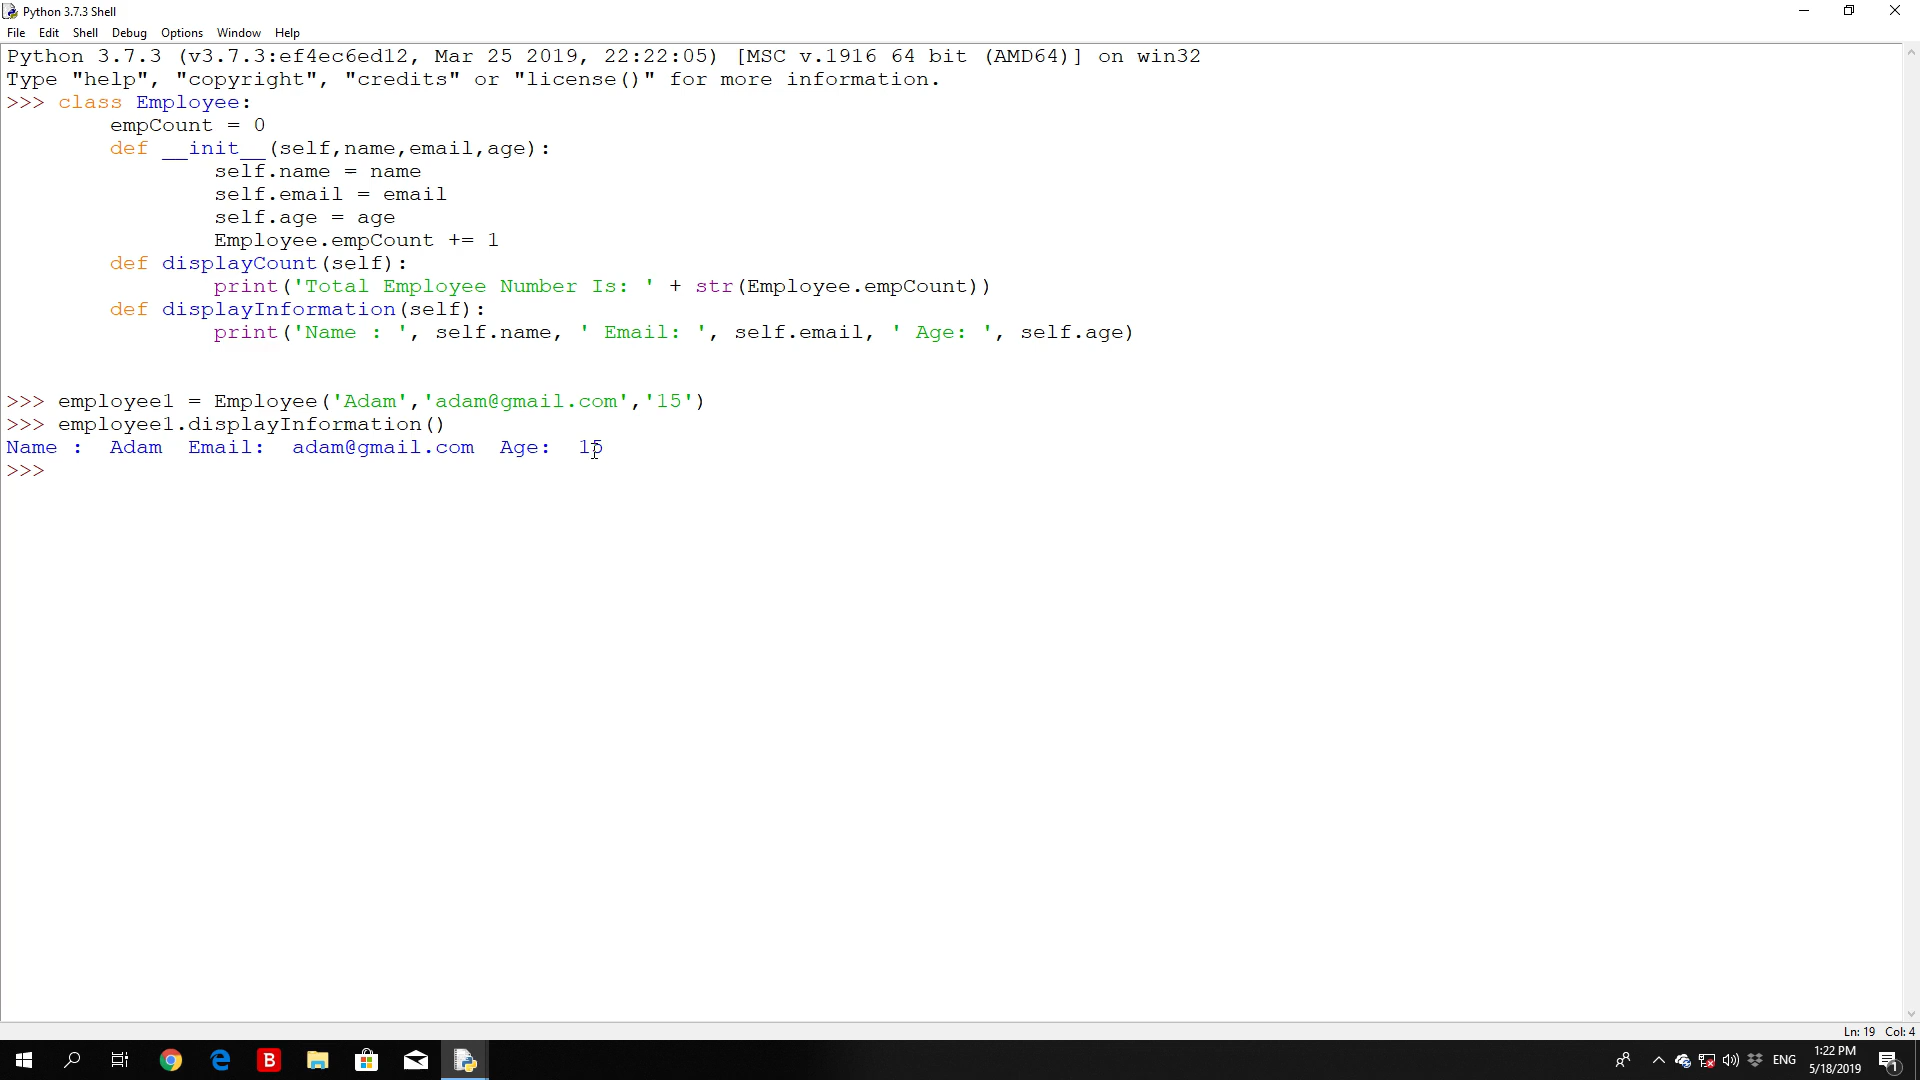 Python 3.7.3 Shell
File Edit Shell Debug Options Window Help
Python 3.7.3 (v3.7.3:ef4ec6ed12, Mar 25 2019, 22:22:05) [MSC v.1916 64 bit (AMD64)] on win32
Type "help", "copyright", "credits" or "license()" for more information.
>>> class Employee:
        empCount = 0
        def __init__(self,name,email,age):
                self.name = name
                self.email = email
                self.age = age
                Employee.empCount += 1
        def displayCount(self):
                print('Total Employee Number Is: ' + str(Employee.empCount))
        def displayInformation(self):
                print('Name : ', self.name, ' Email: ', self.email, ' Age: ', self.age)
>>> employee1 = Employee('Adam','adam@gmail.com','15')
>>> employee1.displayInformation()
Name :  Adam  Email:  adam@gmail.com  Age:  15
>>>
Ln: 19 Col: 4
B
ENG
1:22 PM
5/18/2019
1